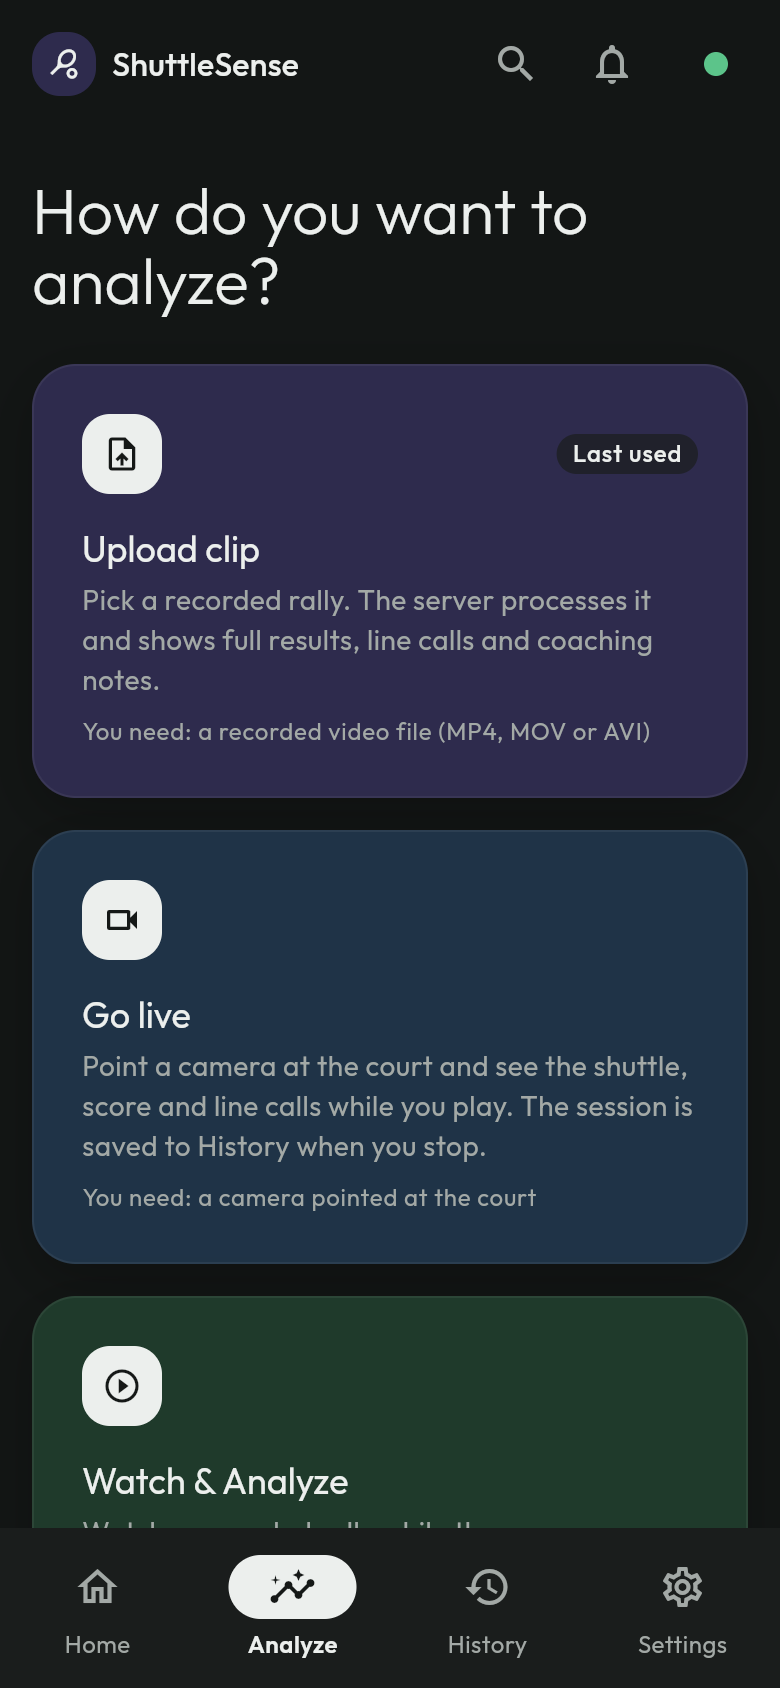 ShuttleSense
How do you want to
analyze?
Last used
Upload clip
Pick a recorded rally. The server processes it
and shows full results, line calls and coaching
notes.
You need: a recorded video file (MP4, MOV or AVI)
Go live
Point a camera at the court and see the shuttle,
score and line calls while you play. The session is
saved to History when you stop.
You need: a camera pointed at the court
Watch & Analyze
Home
Analyze
History
Settings